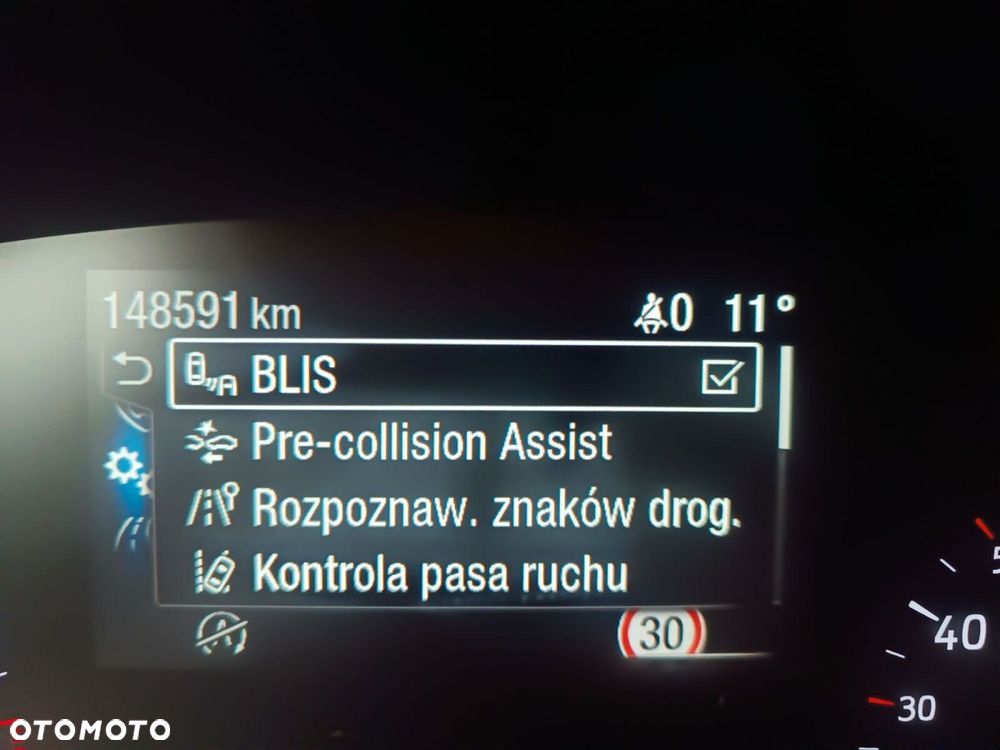 148591 km 0 11°
BLIS
Pre-collision Assist
Rozpoznaw. znaków drog.
Kontrola pasa ruchu
30
40
30
OTOMOTO